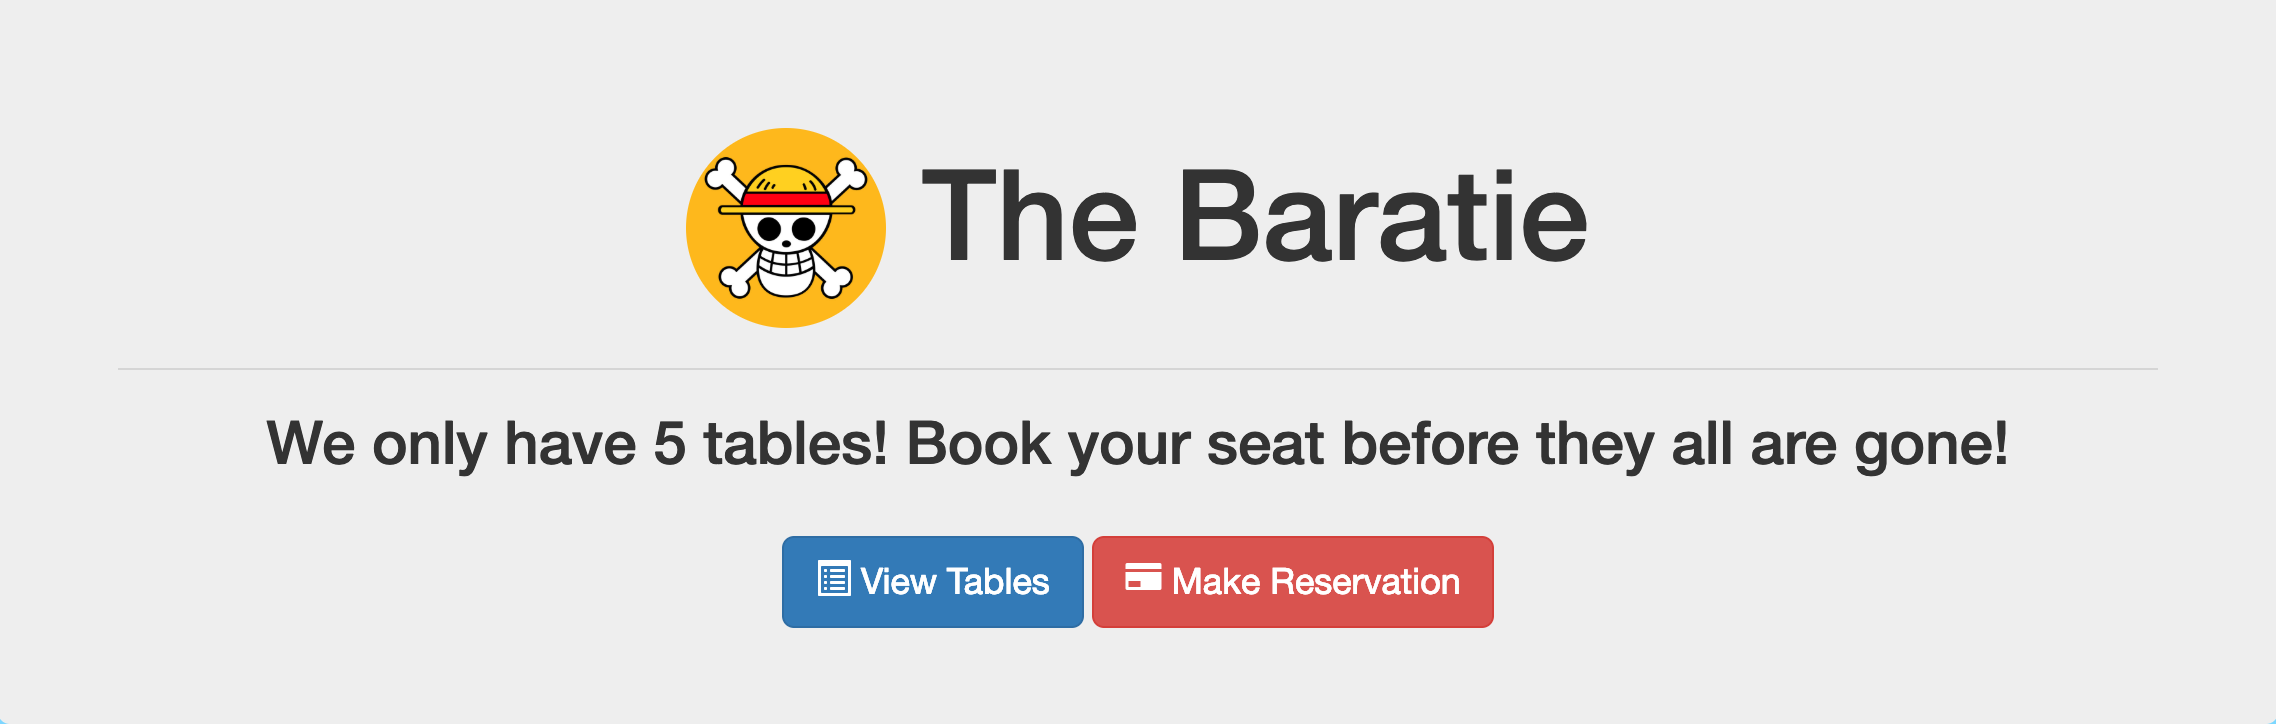 The Baratie
We only have 5 tables! Book your seat before they all are gone!
View Tables
Make Reservation